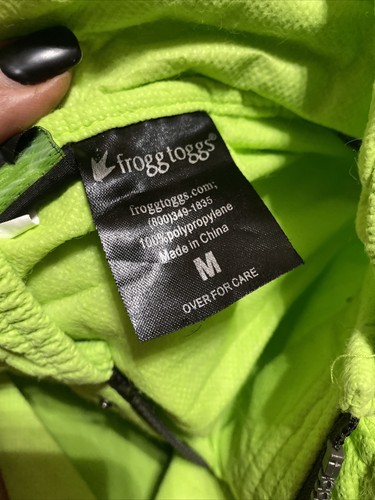 frogg toggs®
froggtoggs.com;
(800)349-1835
100% polypropylene
Made in China
M
OVER FOR CARE